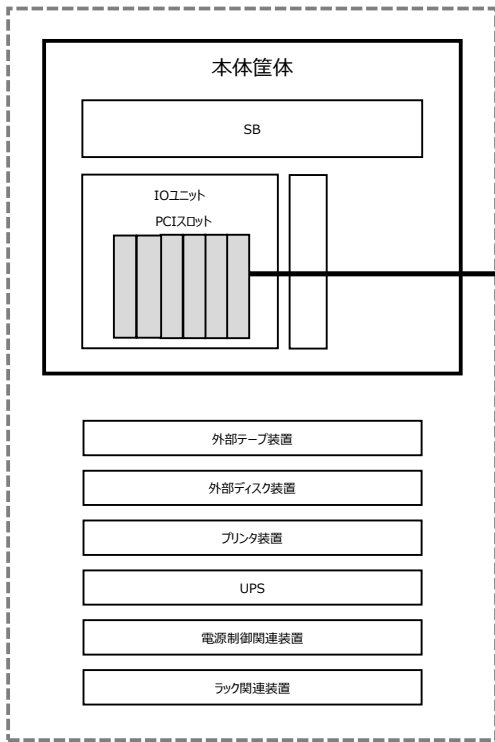 本体筐体
SB
IOユニット
PCIスロット
外部テープ装置
外部ディスク装置
プリンタ装置
UPS
電源制御関連装置
ラック関連装置